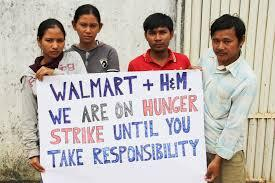 WALMART + H&M,
WE ARE ON HUNGER
STRIKE UNTIL YOU
TAKE RESPONSIBILITY